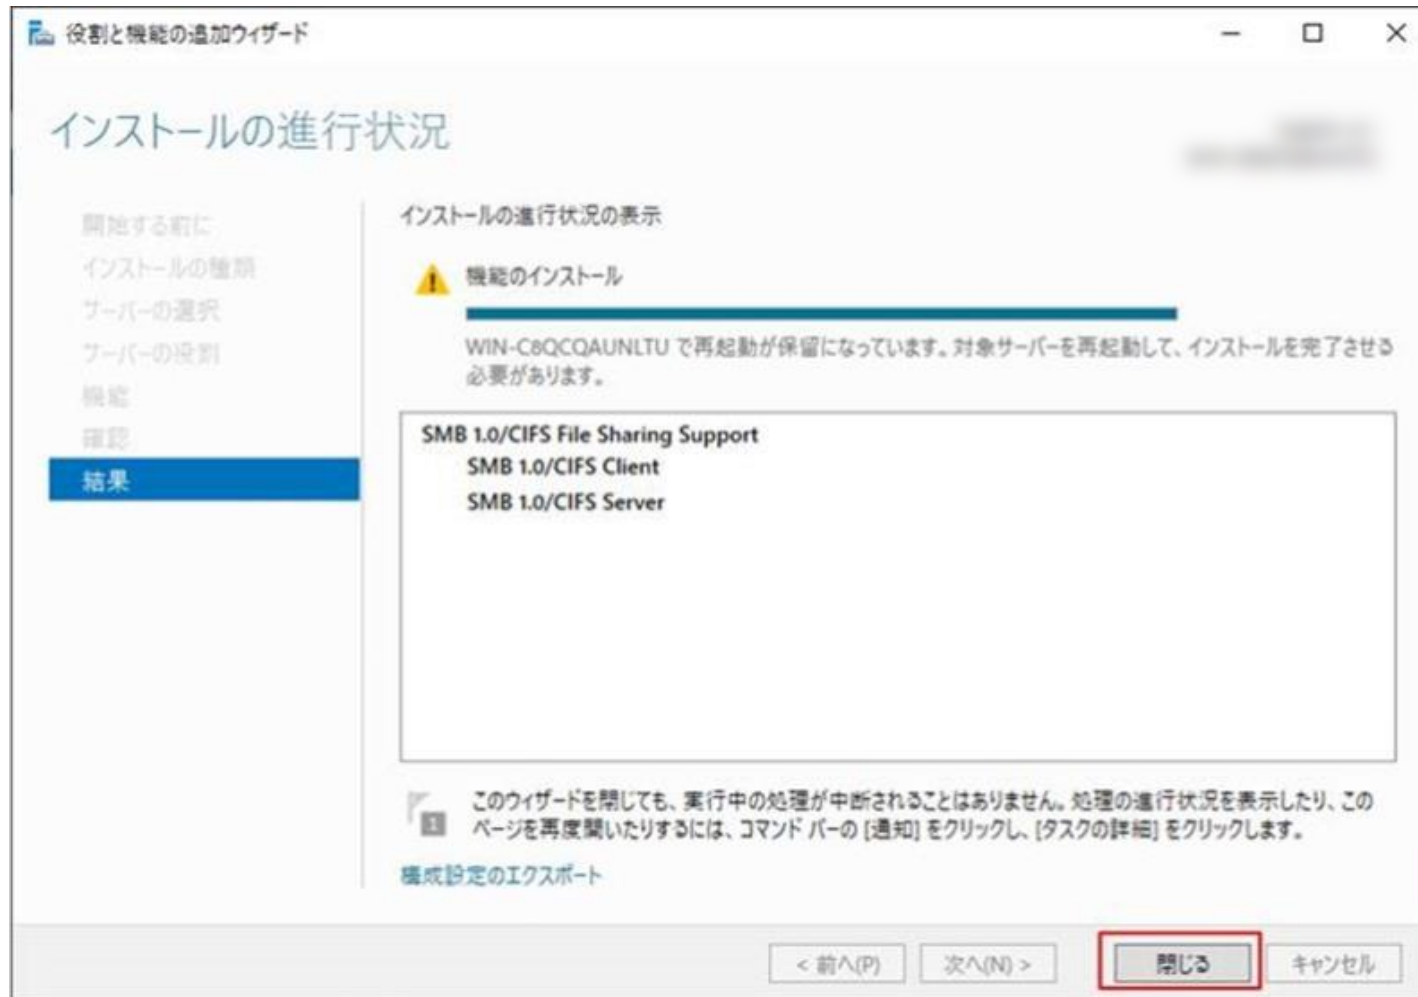 役割と機能の追加ウィザード
インストールの進行状況
開始する前に
インストールの種類
サーバーの選択
サーバーの役割
機能
確認
結果
インストールの進行状況の表示
機能のインストール
WIN-C8QCQAUNLTU で再起動が保留になっています。対象サーバーを再起動して、インストールを完了させる
必要があります。
SMB 1.0/CIFS File Sharing Support
SMB 1.0/CIFS Client
SMB 1.0/CIFS Server
このウィザードを閉じても、実行中の処理が中断されることはありません。処理の進行状況を表示したり、この
ページを再度開いたりするには、コマンド バーの [通知] をクリックし、[タスクの詳細] をクリックします。
構成設定のエクスポート
< 前へ(P)
次へ(N) >
閉じる
キャンセル